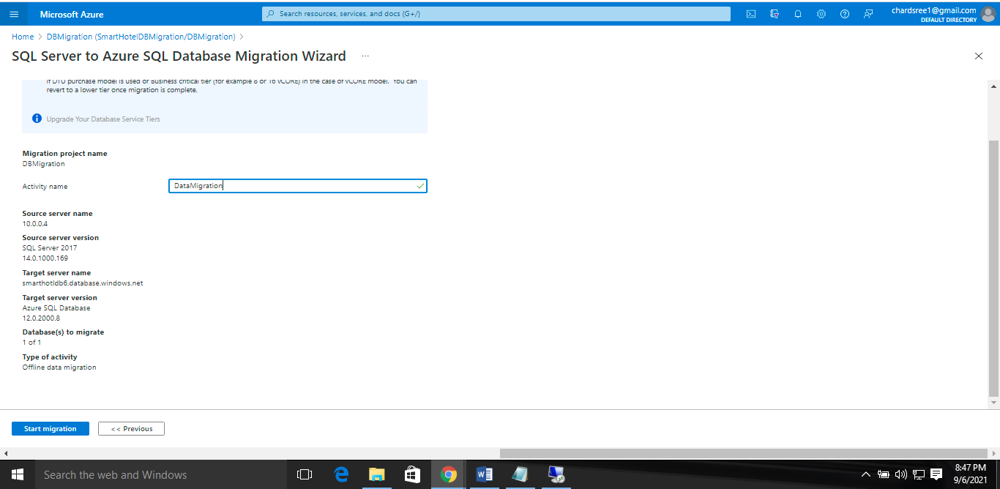 Microsoft Azure
Search resources, services, and docs (G+/)
chardsree1@gmail.com
DEFAULT DIRECTORY
Home > DBMigration (SmartHotelDBMigration/DBMigration) >
SQL Server to Azure SQL Database Migration Wizard ...
If DTU purchase model is used or Business critical tier (for example 8 or 16 vCORE) in the case of vCORE model. You can
revert to a lower tier once migration is complete.
Upgrade Your Database Service Tiers
Migration project name
DBMigration
Activity name
DataMigration
Source server name
10.0.0.4
Source server version
SQL Server 2017
14.0.1000.169
Target server name
smarthotldb6.database.windows.net
Target server version
Azure SQL Database
12.0.2000.8
Database(s) to migrate
1 of 1
Type of activity
Offline data migration
Start migration
<< Previous
Search the web and Windows
8:47 PM
9/6/2021